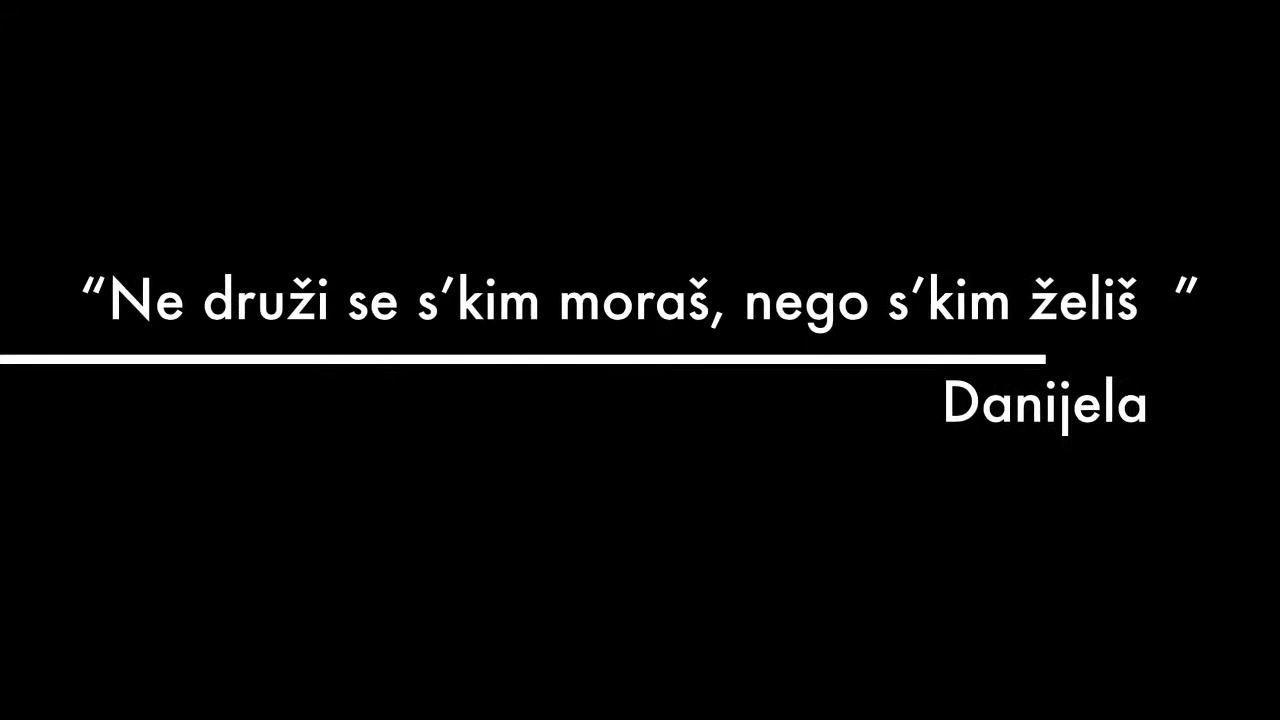 “Ne druži se s’kim moraš, nego s’kim želiš  ”
Danijela